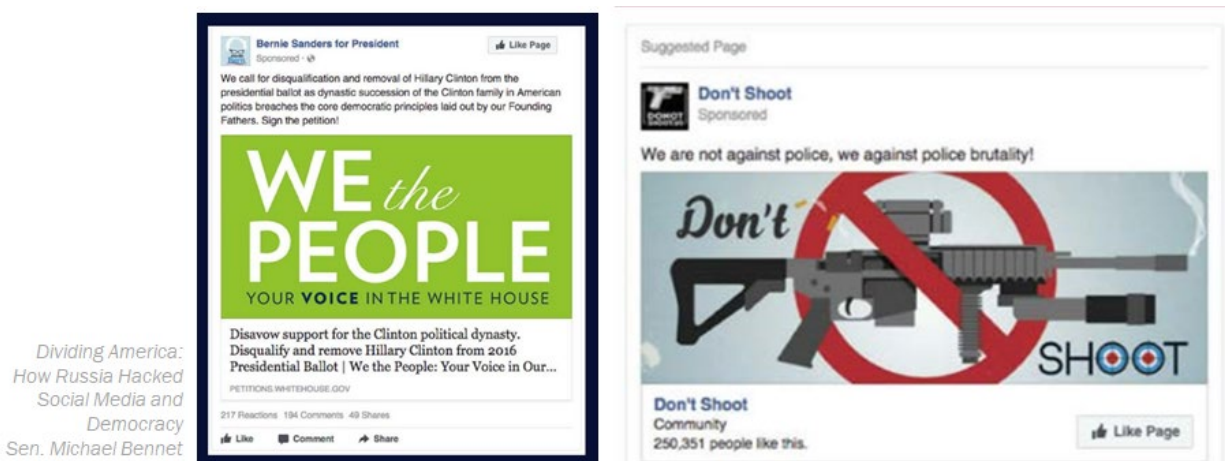 Dividing America:
How Russia Hacked
Social Media and
Democracy
Sen. Michael Bennet
Bernie Sanders for President
Sponsored ·
Like Page
We call for disqualification and removal of Hillary Clinton from the
presidential ballot as dynastic succession of the Clinton family in American
politics breaches the core democratic principles laid out by our Founding
Fathers. Sign the petition!
WE the
PEOPLE
YOUR VOICE IN THE WHITE HOUSE
Disavow support for the Clinton political dynasty.
Disqualify and remove Hillary Clinton from 2016
Presidential Ballot | We the People: Your Voice in Our...
PETITIONS.WHITEHOUSE.GOV
217 Reactions 194 Comments 49 Shares
Like Comment Share
Suggested Page
Don't Shoot
Sponsored
We are not against police, we against police brutality!
Don't
SHOOT
Don't Shoot
Community
250,351 people like this.
Like Page